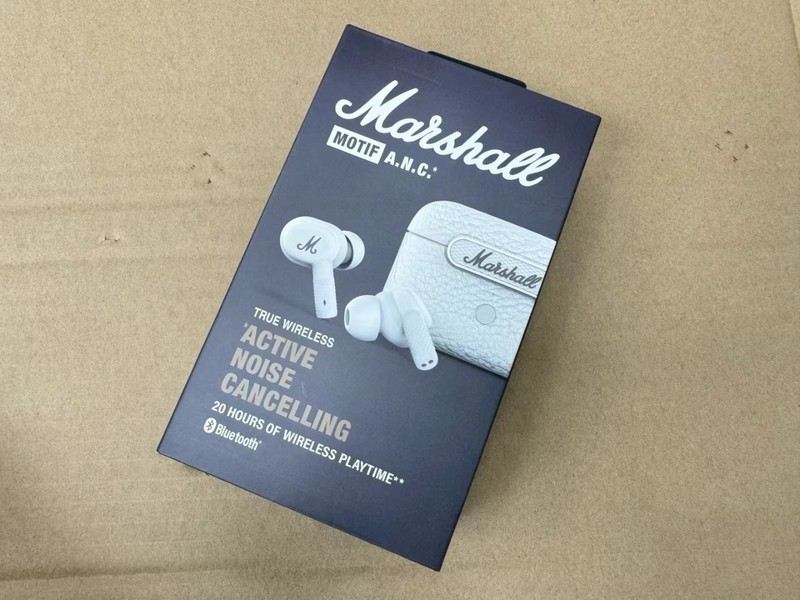 Marshall
MOTIF A.N.C.*
M
Marshall
TRUE WIRELESS
*ACTIVE
NOISE
CANCELLING
20 HOURS OF WIRELESS PLAYTIME**
Bluetooth®